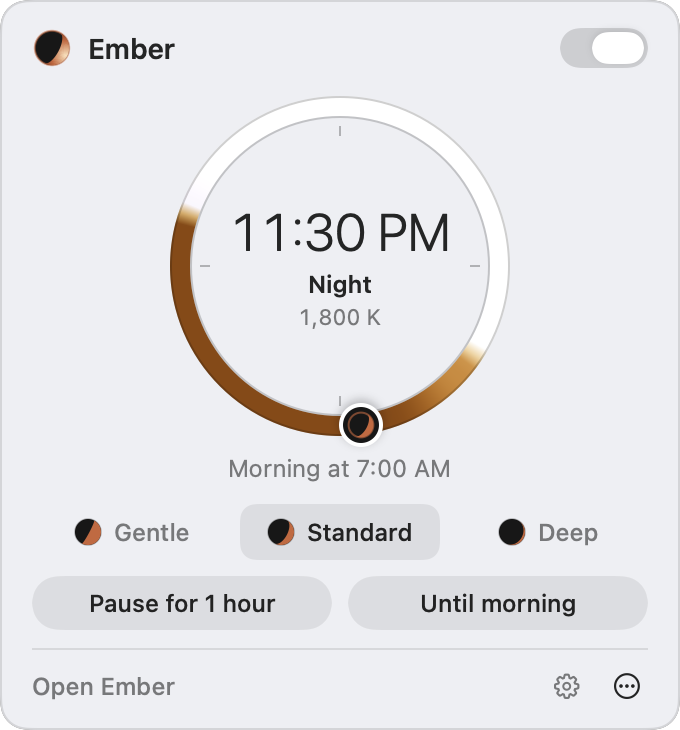 Ember
11:30 PM
Night
1,800 K
Morning at 7:00 AM
Gentle
Standard
Deep
Pause for 1 hour
Until morning
Open Ember